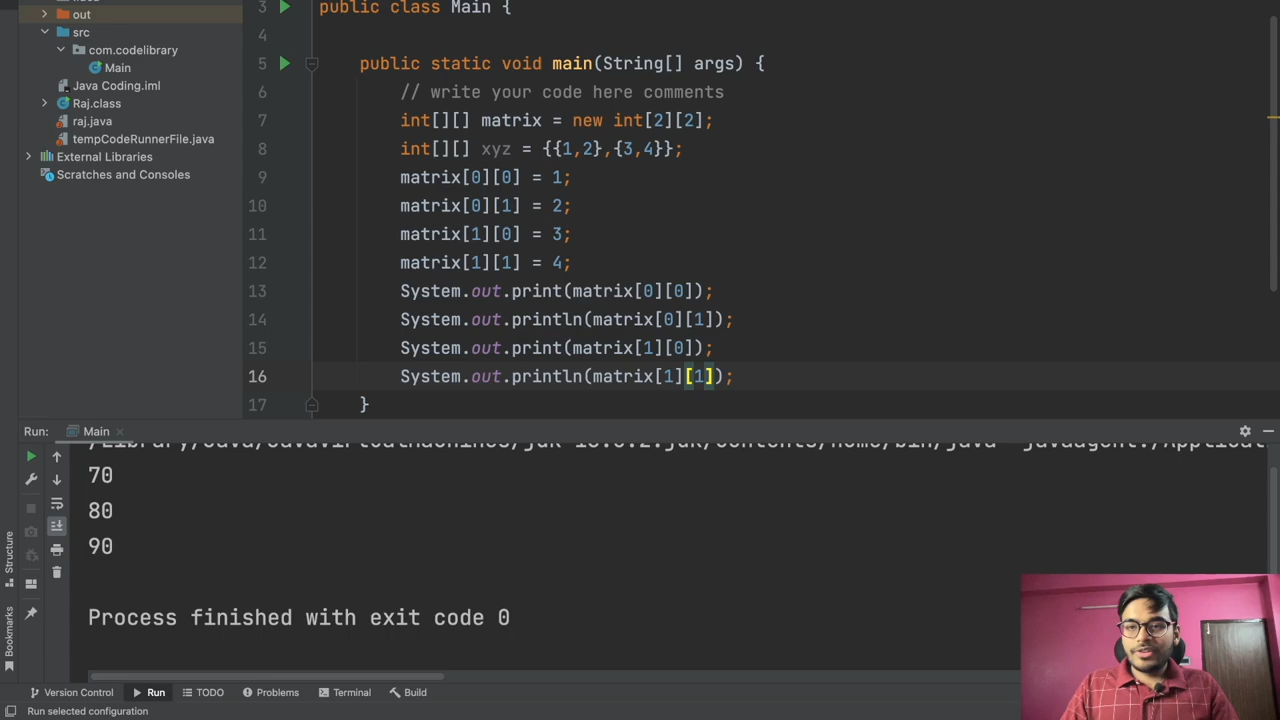 out
src
com.codelibrary
Main
Java Coding.iml
Raj.class
raj.java
tempCodeRunnerFile.java
External Libraries
Scratches and Consoles
3 public class Main {
4
5 public static void main(String[] args) {
6 // write your code here comments
7 int[][] matrix = new int[2][2];
8 int[][] xyz = {{1,2},{3,4}};
9 matrix[0][0] = 1;
10 matrix[0][1] = 2;
11 matrix[1][0] = 3;
12 matrix[1][1] = 4;
13 System.out.print(matrix[0][0]);
14 System.out.println(matrix[0][1]);
15 System.out.print(matrix[1][0]);
16 System.out.println(matrix[1][1]);
17 }
Run: Main
70
80
90
Process finished with exit code 0
Structure
Bookmarks
Version Control Run TODO Problems Terminal Build
Run selected configuration